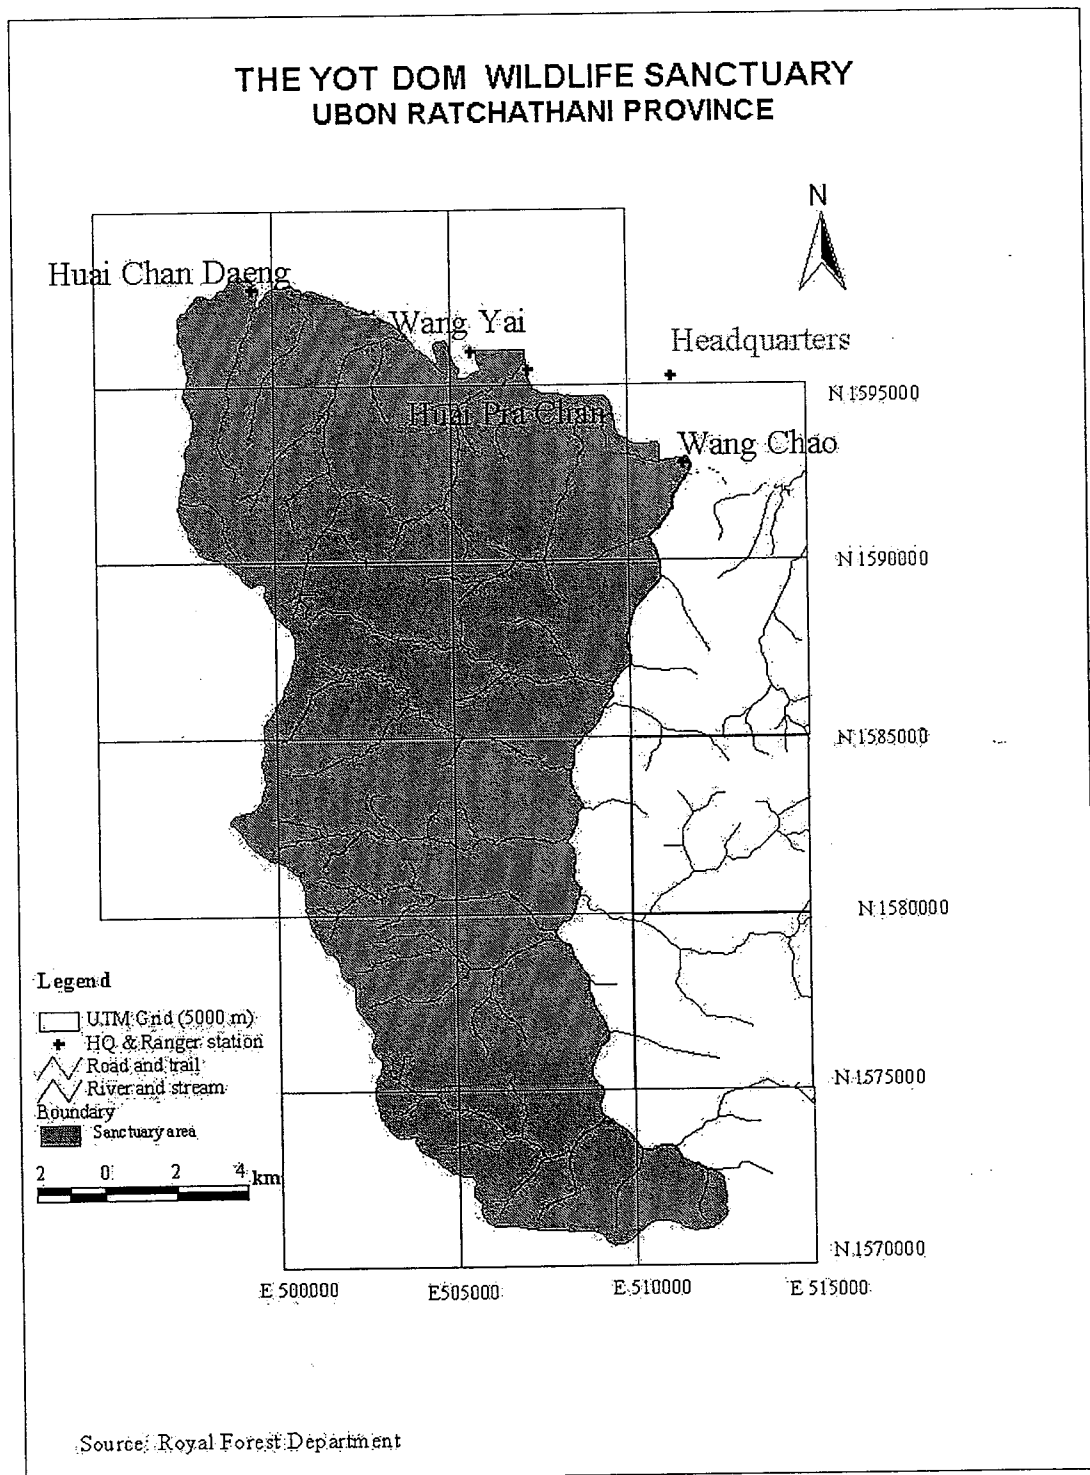 THE YOT DOM WILDLIFE SANCTUARY
UBON RATCHATHANI PROVINCE
N
Huai Chan Daeng
Wang Yai
Headquarters
N 1595000
Huai Pra Chan
Wang Chao
N 1590000
N 1585000
N 1580000
Legend
UTM Grid (5000 m)
HQ & Ranger station
Road and trail
River and stream
Boundary
Sanctuary area
2 0 2 4 km
N 1575000
N 1570000
E 500000 E505000 E 510000 E 515000
Source: Royal Forest Department